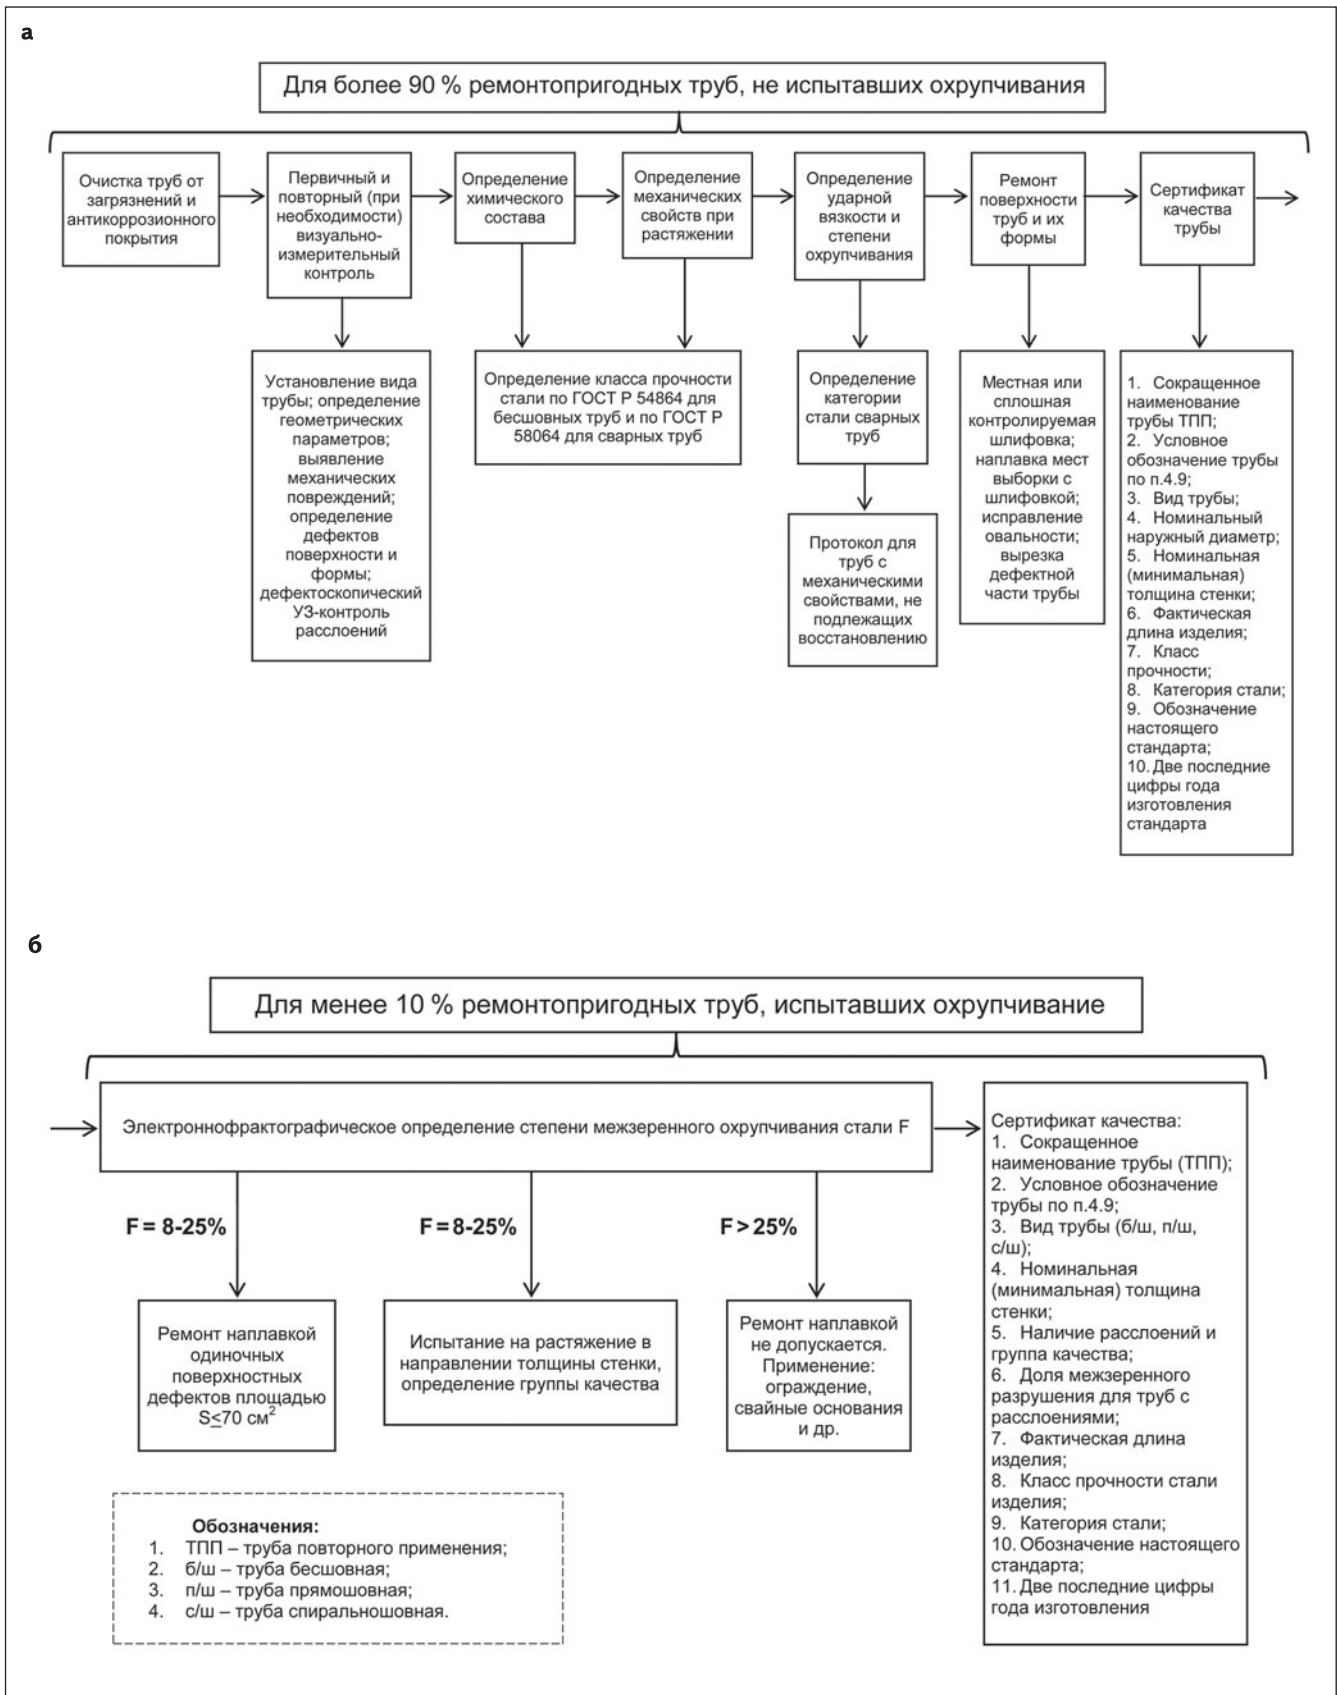 а
Для более 90 % ремонтопригодных труб, не испытавших охрупчивания
Очистка труб от
загрязнений и
антикоррозионного
покрытия
Первичный и
повторный (при
необходимости)
визуально-
измерительный
контроль
Определение
химического
состава
Определение
механических
свойств при
растяжении
Определение
ударной
вязкости и
степени
охрупчивания
Ремонт
поверхности
труб и их
формы
Сертификат
качества
трубы
Установление вида
трубы; определение
геометрических
параметров;
выявление
механических
повреждений;
определение
дефектов
поверхности и
формы;
дефектоскопический
УЗ-контроль
расслоений
Определение класса прочности
стали по ГОСТ Р 54864 для
бесшовных труб и по ГОСТ Р
58064 для сварных труб
Определение
категории
стали сварных
труб
Протокол для
труб с
механическими
свойствами, не
подлежащих
восстановлению
Местная или
сплошная
контролируемая
шлифовка;
наплавка мест
выборки с
шлифовкой;
исправление
овальности;
вырезка
дефектной
части трубы
1. Сокращенное
наименование
трубы ТПП;
2. Условное
обозначение трубы
по п.4.9;
3. Вид трубы;
4. Номинальный
наружный диаметр;
5. Номинальная
(минимальная)
толщина стенки;
6. Фактическая
длина изделия;
7. Класс
прочности;
8. Категория стали;
9. Обозначение
настоящего
стандарта;
10. Две последние
цифры года
изготовления
стандарта
б
Для менее 10 % ремонтопригодных труб, испытавших охрупчивание
Электроннофрактографическое определение степени межзеренного охрупчивания стали F
F = 8-25%
F = 8-25%
F > 25%
Ремонт наплавкой
одиночных
поверхностных
дефектов площадью
S≤70 см²
Испытание на растяжение в
направлении толщины стенки,
определение группы качества
Ремонт наплавкой
не допускается.
Применение:
ограждение,
свайные основания
и др.
Сертификат качества:
1. Сокращенное
наименование трубы (ТПП);
2. Условное обозначение
трубы по п.4.9;
3. Вид трубы (б/ш, п/ш,
с/ш);
4. Номинальная
(минимальная) толщина
стенки;
5. Наличие расслоений и
группа качества;
6. Доля межзеренного
разрушения для труб с
расслоениями;
7. Фактическая длина
изделия;
8. Класс прочности стали
изделия;
9. Категория стали;
10. Обозначение настоящего
стандарта;
11. Две последние цифры
года изготовления
Обозначения:
1. ТПП – труба повторного применения;
2. б/ш – труба бесшовная;
3. п/ш – труба прямошовная;
4. с/ш – труба спиральношовная.